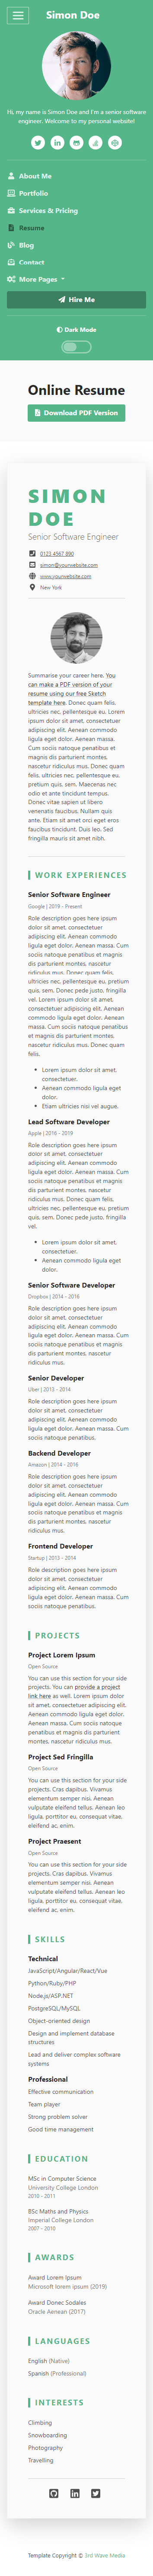 Simon Doe
Hi, my name is Simon Doe and I'm a senior software
engineer. Welcome to my personal website!
About Me
Portfolio
Services & Pricing
Resume
Blog
Contact
More Pages
Hire Me
Dark Mode
Online Resume
Download PDF Version
SIMON
DOE
Senior Software Engineer
0123 4567 890
simon@yourwebsite.com
www.yourwebsite.com
New York
Summarise your career here. You
can make a PDF version of your
resume using our free Sketch
template here. Donec quam felis,
ultricies nec, pellentesque eu. Lorem
ipsum dolor sit amet, consectetuer
adipiscing elit. Aenean commodo
ligula eget dolor. Aenean massa. Cum
sociis natoque penatibus et magnis
dis parturient montes, nascetur
ridiculus mus. Donec quam felis,
ultricies nec, pellentesque eu,
pretium quis, sem. Maecenas nec
odio et ante tincidunt tempus.
Donec vitae sapien ut libero
venenatis faucibus. Nullam quis
ante. Etiam sit amet orci eget eros
faucibus tincidunt. Duis leo. Sed
fringilla mauris sit amet nibh.
WORK EXPERIENCES
Senior Software Engineer
Google | 2019 - Present
Role description goes here ipsum
dolor sit amet, consectetuer
adipiscing elit. Aenean commodo
ligula eget dolor. Aenean massa. Cum
sociis natoque penatibus et magnis
dis parturient montes, nascetur
ridiculus mus. Donec quam felis,
ultricies nec, pellentesque eu, pretium
quis, sem. Donec pede justo, fringilla
vel. Lorem ipsum dolor sit amet,
consectetuer adipiscing elit. Aenean
commodo ligula eget dolor. Aenean
massa. Cum sociis natoque penatibus
et magnis dis parturient montes,
nascetur ridiculus mus. Donec quam
felis.
Lorem ipsum dolor sit amet,
consectetuer.
Aenean commodo ligula eget
dolor.
Etiam ultricies nisi vel augue.
Lead Software Developer
Apple | 2016 - 2019
Role description goes here ipsum
dolor sit amet, consectetuer
adipiscing elit. Aenean commodo
ligula eget dolor. Aenean massa. Cum
sociis natoque penatibus et magnis
dis parturient montes, nascetur
ridiculus mus. Donec quam felis,
ultricies nec, pellentesque eu, pretium
quis, sem. Donec pede justo, fringilla
vel.
Lorem ipsum dolor sit amet,
consectetuer.
Aenean commodo ligula eget
dolor.
Senior Software Developer
Dropbox | 2014 - 2016
Role description goes here ipsum
dolor sit amet, consectetuer
adipiscing elit. Aenean commodo
ligula eget dolor. Aenean massa. Cum
sociis natoque penatibus et magnis
dis parturient montes, nascetur
ridiculus mus.
Senior Developer
Uber | 2013 - 2014
Role description goes here ipsum
dolor sit amet, consectetuer
adipiscing elit. Aenean commodo
ligula eget dolor. Aenean massa. Cum
sociis natoque penatibus.
Backend Developer
Amazon | 2014 - 2016
Role description goes here ipsum
dolor sit amet, consectetuer
adipiscing elit. Aenean commodo
ligula eget dolor. Aenean massa. Cum
sociis natoque penatibus et magnis
dis parturient montes, nascetur
ridiculus mus.
Frontend Developer
Startup | 2013 - 2014
Role description goes here ipsum
dolor sit amet, consectetuer
adipiscing elit. Aenean commodo
ligula eget dolor. Aenean massa. Cum
sociis natoque penatibus.
PROJECTS
Project Lorem Ipsum
Open Source
You can use this section for your side
projects. You can provide a project
link here as well. Lorem ipsum dolor
sit amet, consectetuer adipiscing elit.
Aenean commodo ligula eget dolor.
Aenean massa. Cum sociis natoque
penatibus et magnis dis parturient
montes, nascetur ridiculus mus.
Project Sed Fringilla
Open Source
You can use this section for your side
projects. Cras dapibus. Vivamus
elementum semper nisi. Aenean
vulputate eleifend tellus. Aenean leo
ligula, porttitor eu, consequat vitae,
eleifend ac, enim.
Project Praesent
Open Source
You can use this section for your side
projects. Cras dapibus. Vivamus
elementum semper nisi. Aenean
vulputate eleifend tellus. Aenean leo
ligula, porttitor eu, consequat vitae,
eleifend ac, enim.
SKILLS
Technical
JavaScript/Angular/React/Vue
Python/Ruby/PHP
Node.js/ASP.NET
PostgreSQL/MySQL
Object-oriented design
Design and implement database
structures
Lead and deliver complex software
systems
Professional
Effective communication
Team player
Strong problem solver
Good time management
EDUCATION
MSc in Computer Science
University College London
2010 - 2011
BSc Maths and Physics
Imperial College London
2007 - 2010
AWARDS
Award Lorem Ipsum
Microsoft lorem ipsum (2019)
Award Donec Sodales
Oracle Aenean (2017)
LANGUAGES
English (Native)
Spanish (Professional)
INTERESTS
Climbing
Snowboarding
Photography
Travelling
Template Copyright © 3rd Wave Media